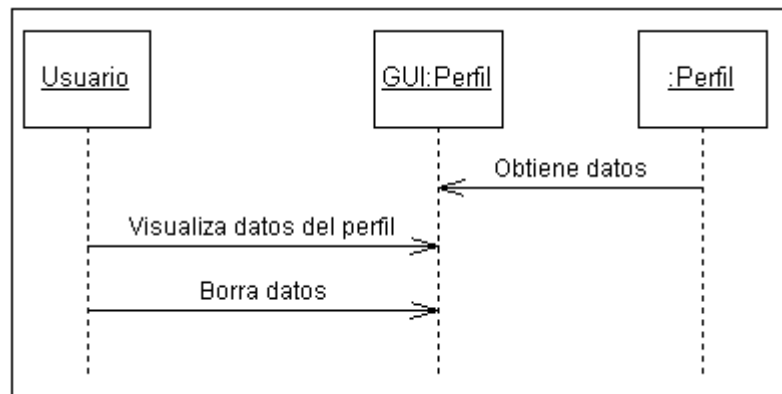 Usuario
GUI:Perfil
:Perfil
Obtiene datos
Visualiza datos del perfil
Borra datos